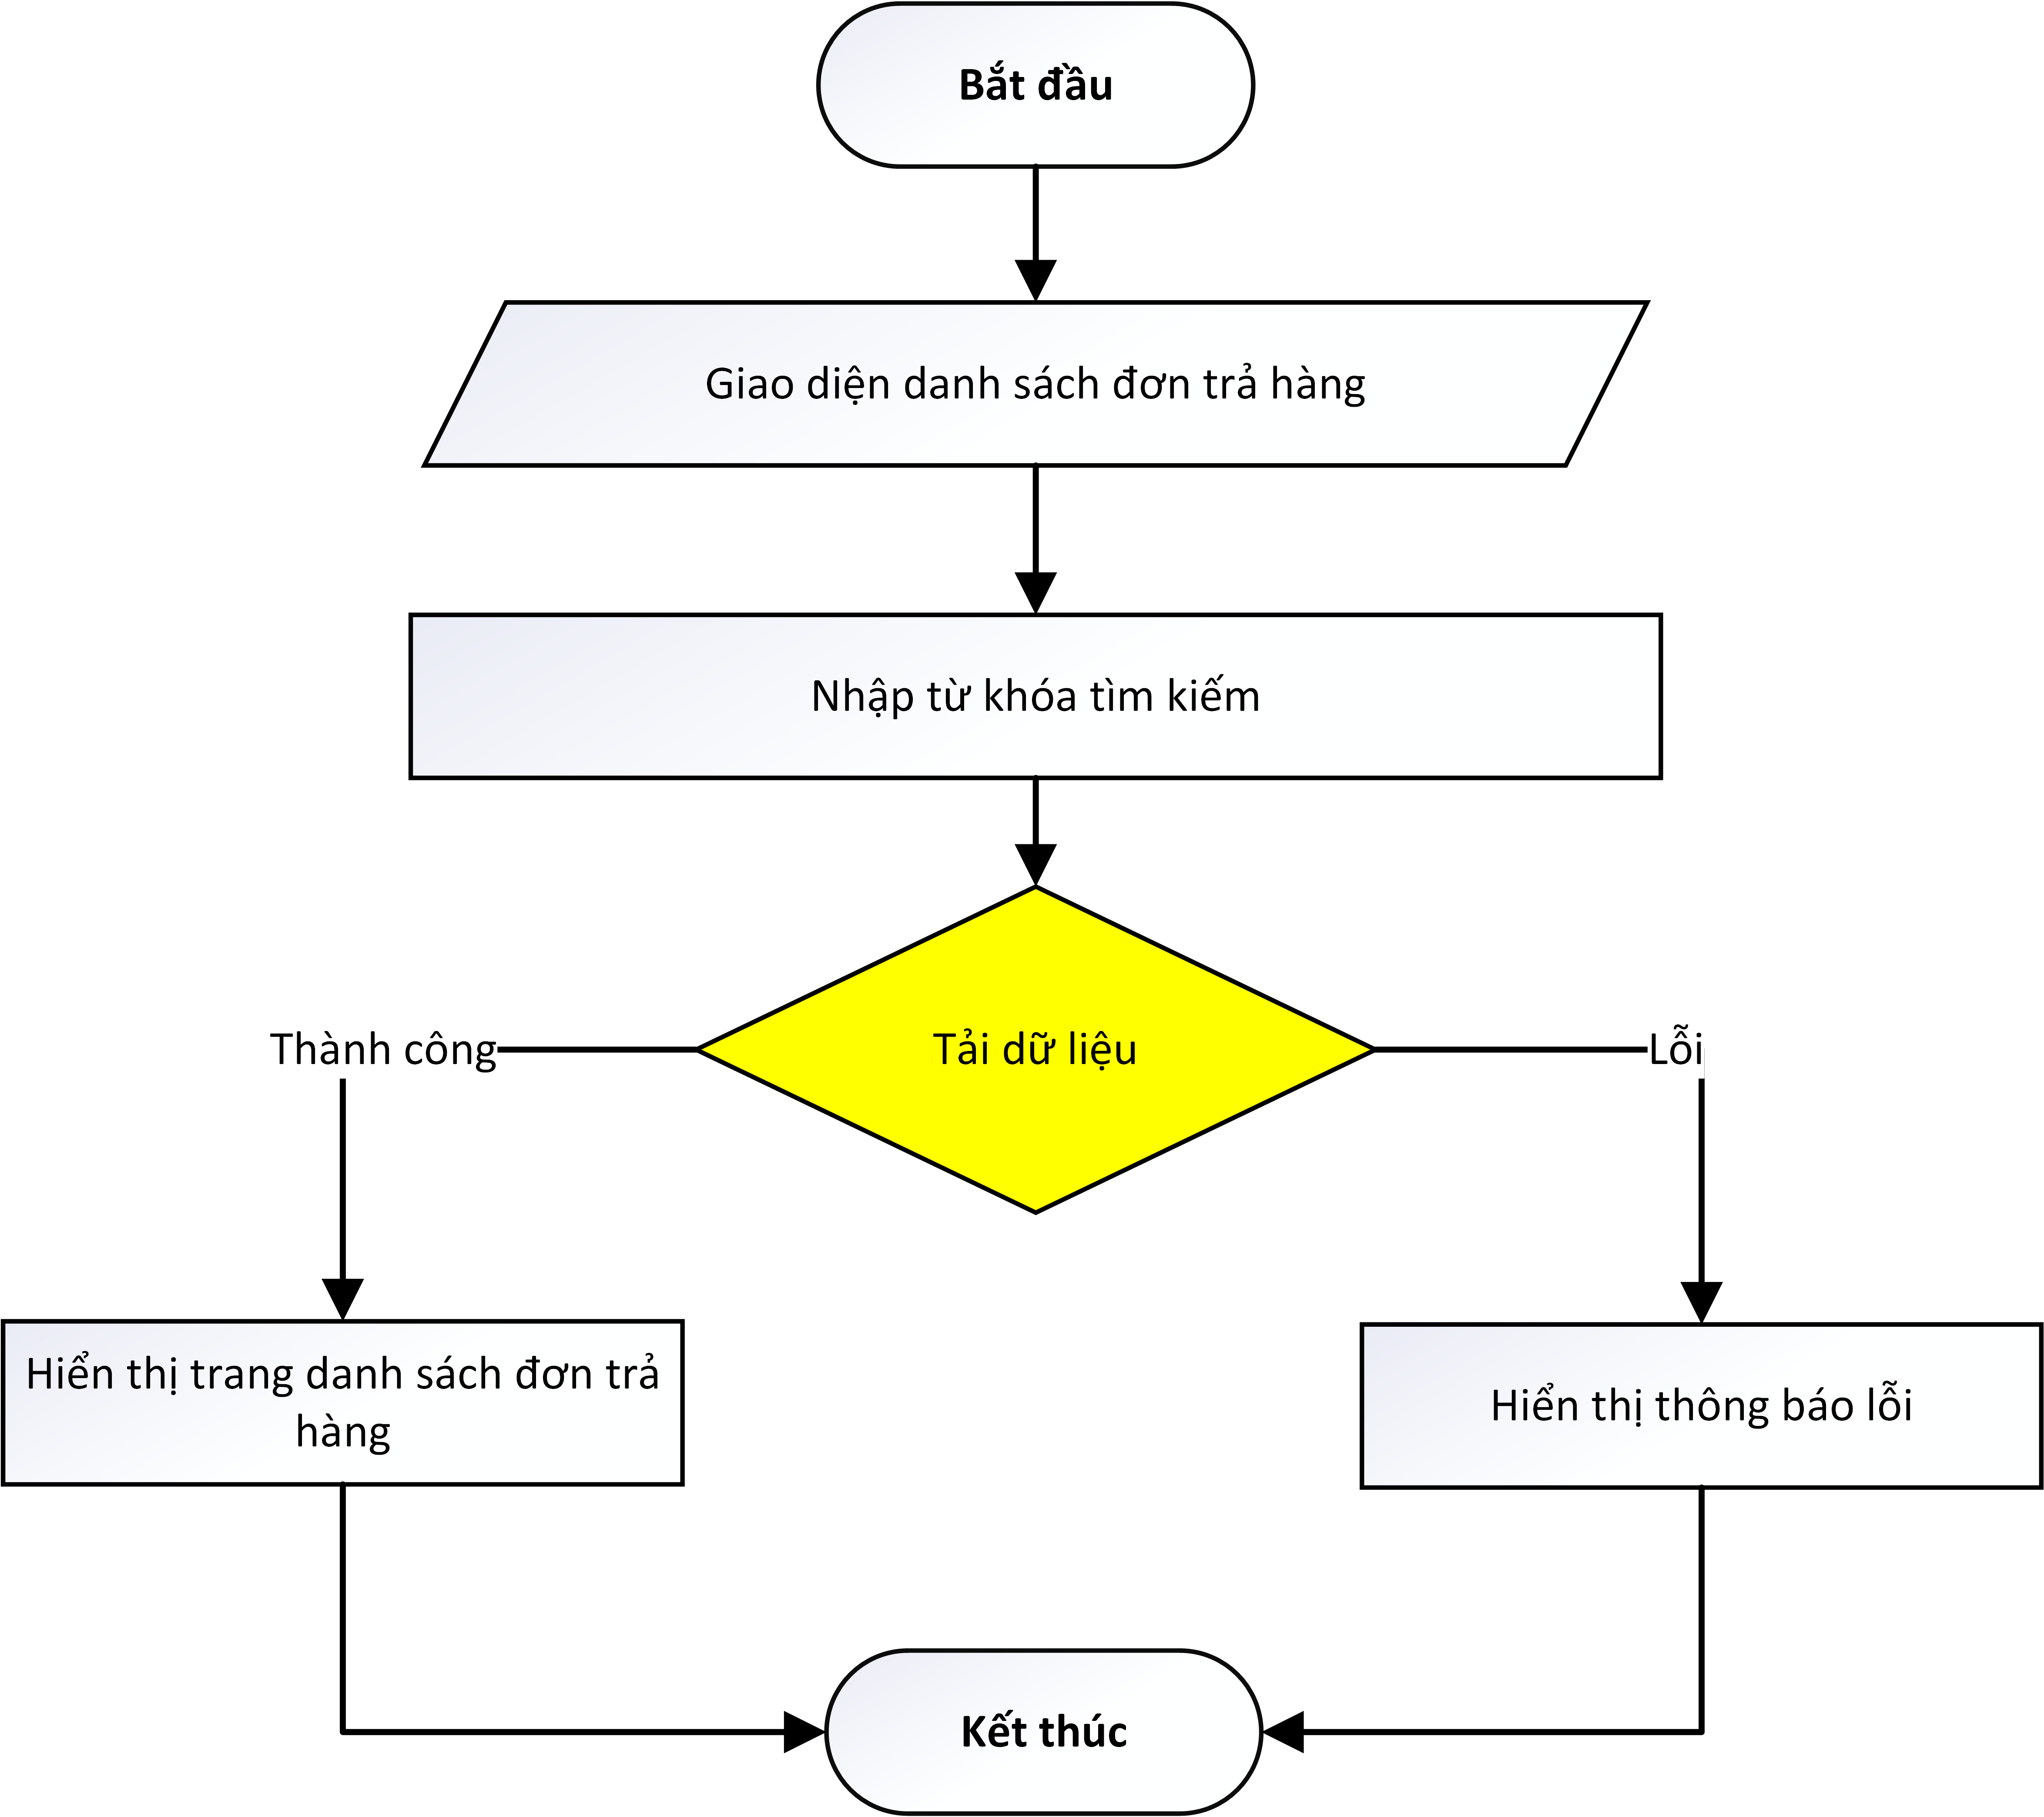 Bắt đầu
Giao diện danh sách đơn trả hàng
Nhập từ khóa tìm kiếm
Tải dữ liệu
Thành công
Lỗi
Hiển thị trang danh sách đơn trả
hàng
Hiển thị thông báo lỗi
Kết thúc